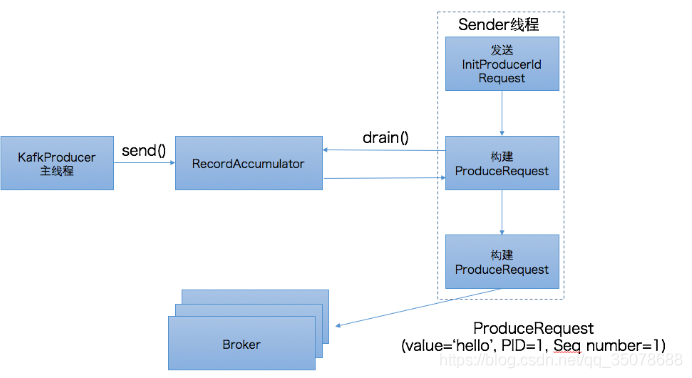 Sender线程
发送
InitProducerId
Request
drain()
send()
KafkProducer
主线程
RecordAccumulator
构建
ProduceRequest
构建
ProduceRequest
Broker
ProduceRequest
(value=‘hello’, PID=1, Seq number=1)
https://blog.csdn.net/qq_35078688